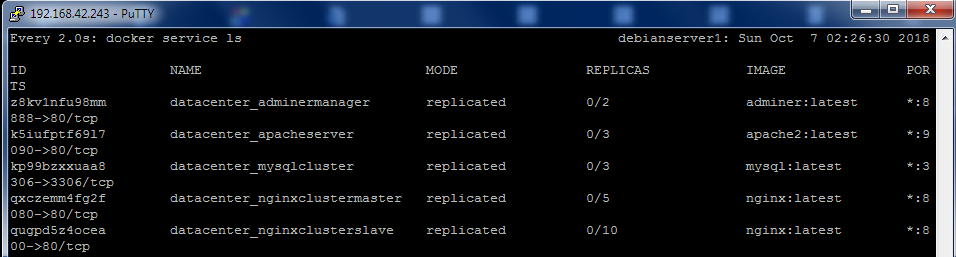 192.168.42.243 - PuTTY
Every 2.0s: docker service ls debianserver1: Sun Oct 7 02:26:30 2018
ID NAME MODE REPLICAS IMAGE POR
TS
z8kv1nfu98mm datacenter_adminermanager replicated 0/2 adminer:latest *:8
888->80/tcp
k5iufptf69l7 datacenter_apacheserver replicated 0/3 apache2:latest *:9
090->80/tcp
kp99bzxxuaa8 datacenter_mysqlcluster replicated 0/3 mysql:latest *:3
306->3306/tcp
qxczemm4fg2f datacenter_nginxclustermaster replicated 0/5 nginx:latest *:8
080->80/tcp
qugpd5z4ocea datacenter_nginxclusterslave replicated 0/10 nginx:latest *:8
00->80/tcp